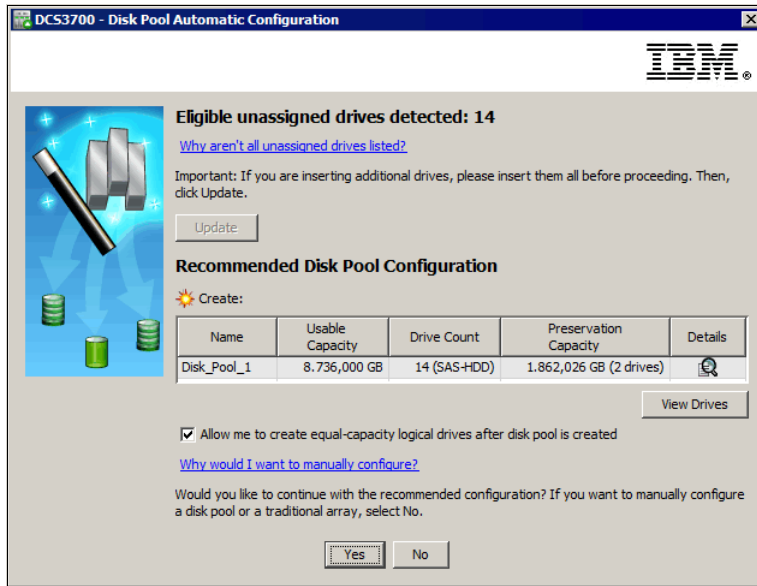 DCS3700 - Disk Pool Automatic Configuration
IBM®
Eligible unassigned drives detected: 14
Why aren't all unassigned drives listed?
Important: If you are inserting additional drives, please insert them all before proceeding. Then,
click Update.
Update
Recommended Disk Pool Configuration
Create:
Name Usable Capacity Drive Count Preservation Capacity Details
Disk_Pool_1 8.736,000 GB 14 (SAS-HDD) 1.862,026 GB (2 drives)
View Drives
Allow me to create equal-capacity logical drives after disk pool is created
Why would I want to manually configure?
Would you like to continue with the recommended configuration? If you want to manually configure
a disk pool or a traditional array, select No.
Yes No